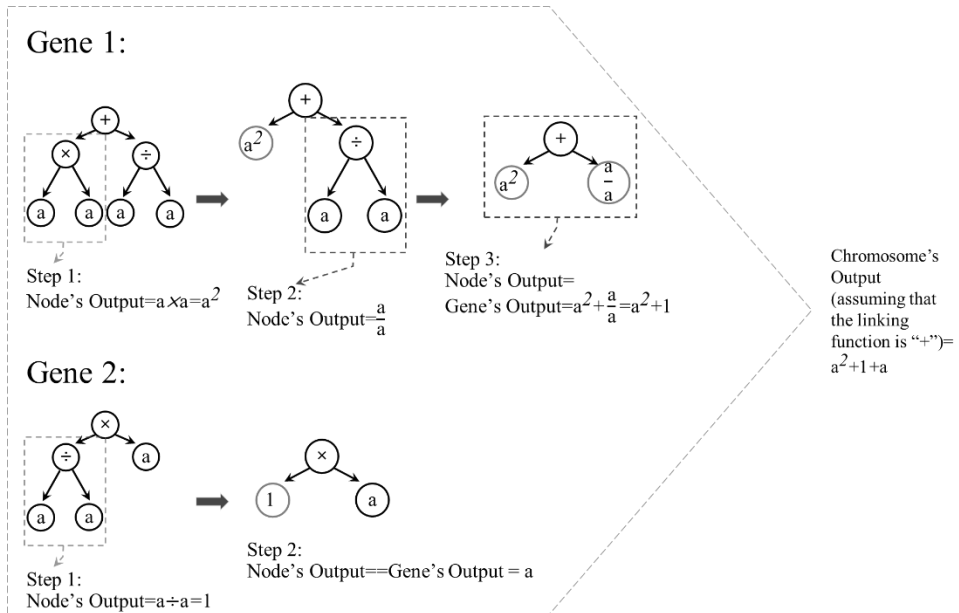 Gene 1:
+
× ÷
a a a a
Step 1:
Node's Output=a×a=a²
+
a² ÷
a a
Step 2:
Node's Output=a/a
+
a² a/a
Step 3:
Node's Output=
Gene's Output=a²+a/a=a²+1
Gene 2:
×
÷ a
a a
Step 1:
Node's Output=a÷a=1
×
1 a
Step 2:
Node's Output==Gene's Output = a
Chromosome's
Output
(assuming that
the linking
function is “+”)=
a²+1+a